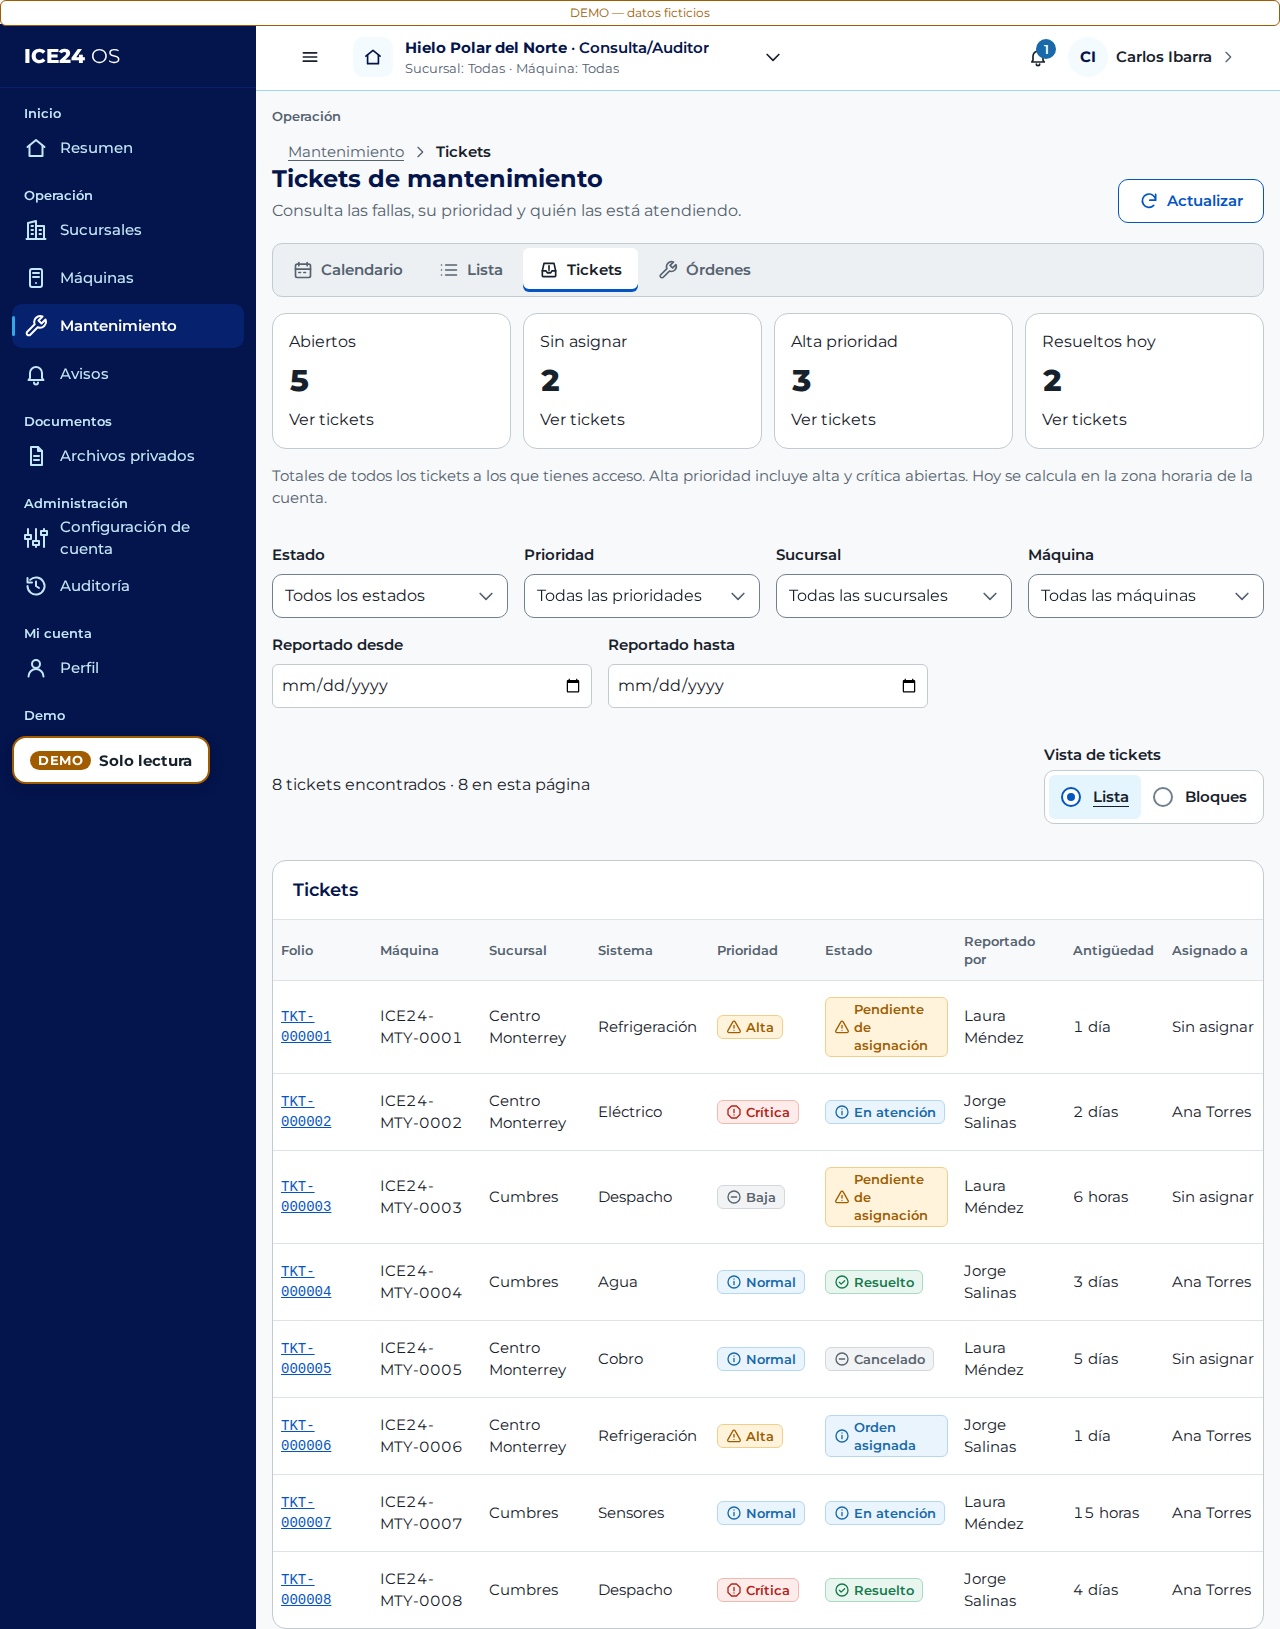 DEMO — datos ficticios
ICE24 OS
Inicio
Resumen
Operación
Sucursales
Máquinas
Mantenimiento
Avisos
Documentos
Archivos privados
Administración
Configuración de
cuenta
Auditoría
Mi cuenta
Perfil
Demo
DEMO Solo lectura
Hielo Polar del Norte · Consulta/Auditor
Sucursal: Todas · Máquina: Todas
1
CI
Carlos Ibarra
Operación
Mantenimiento
Tickets
Tickets de mantenimiento
Consulta las fallas, su prioridad y quién las está atendiendo.
Actualizar
Calendario
Lista
Tickets
Órdenes
Abiertos
5
Ver tickets
Sin asignar
2
Ver tickets
Alta prioridad
3
Ver tickets
Resueltos hoy
2
Ver tickets
Totales de todos los tickets a los que tienes acceso. Alta prioridad incluye alta y crítica abiertas. Hoy se calcula en la zona horaria de la
cuenta.
Estado
Todos los estados
Prioridad
Todas las prioridades
Sucursal
Todas las sucursales
Máquina
Todas las máquinas
Reportado desde
mm/dd/yyyy
Reportado hasta
mm/dd/yyyy
8 tickets encontrados · 8 en esta página
Vista de tickets
Lista
Bloques
Tickets
Folio
Máquina
Sucursal
Sistema
Prioridad
Estado
Reportado
por
Antigüedad
Asignado a
TKT-
000001
ICE24-
MTY-0001
Centro
Monterrey
Refrigeración
Alta
Pendiente
de
asignación
Laura
Méndez
1 día
Sin asignar
TKT-
000002
ICE24-
MTY-0002
Centro
Monterrey
Eléctrico
Crítica
En atención
Jorge
Salinas
2 días
Ana Torres
TKT-
000003
ICE24-
MTY-0003
Cumbres
Despacho
Baja
Pendiente
de
asignación
Laura
Méndez
6 horas
Sin asignar
TKT-
000004
ICE24-
MTY-0004
Cumbres
Agua
Normal
Resuelto
Jorge
Salinas
3 días
Ana Torres
TKT-
000005
ICE24-
MTY-0005
Centro
Monterrey
Cobro
Normal
Cancelado
Laura
Méndez
5 días
Sin asignar
TKT-
000006
ICE24-
MTY-0006
Centro
Monterrey
Refrigeración
Alta
Orden
asignada
Jorge
Salinas
1 día
Ana Torres
TKT-
000007
ICE24-
MTY-0007
Cumbres
Sensores
Normal
En atención
Laura
Méndez
15 horas
Ana Torres
TKT-
000008
ICE24-
MTY-0008
Cumbres
Despacho
Crítica
Resuelto
Jorge
Salinas
4 días
Ana Torres